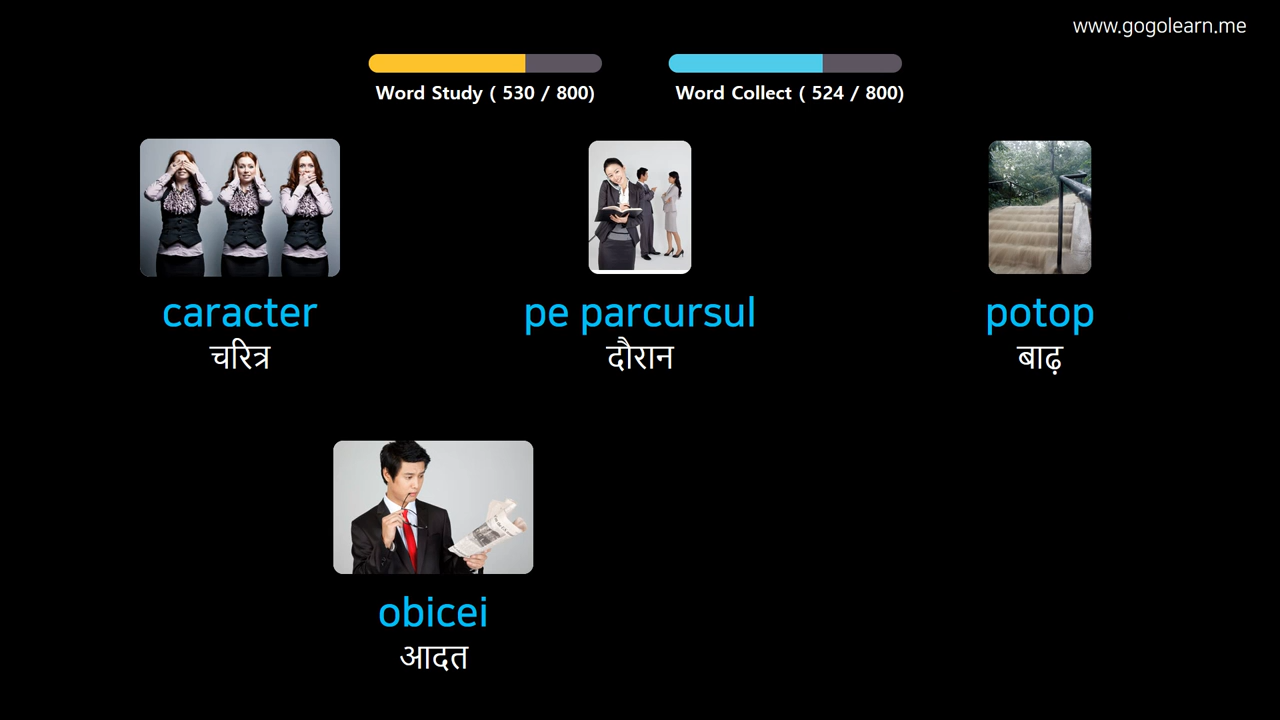 www.gogolearn.me
Word Study ( 530 / 800)
Word Collect ( 524 / 800)
caracter
चरित्र
pe parcursul
दौरान
potop
बाढ़
obicei
आदत